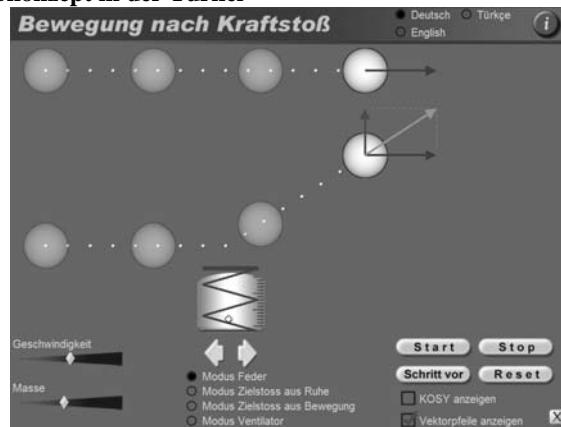 Bewegung nach Kraftstoß
Deutsch Türkçe
English
i
Geschwindigkeit
Masse
Modus Feder
Modus Zielstoss aus Ruhe
Modus Zielstoss aus Bewegung
Modus Ventilator
Start Stop
Schritt vor Reset
KOSY anzeigen
Vektorpfeile anzeigen
X